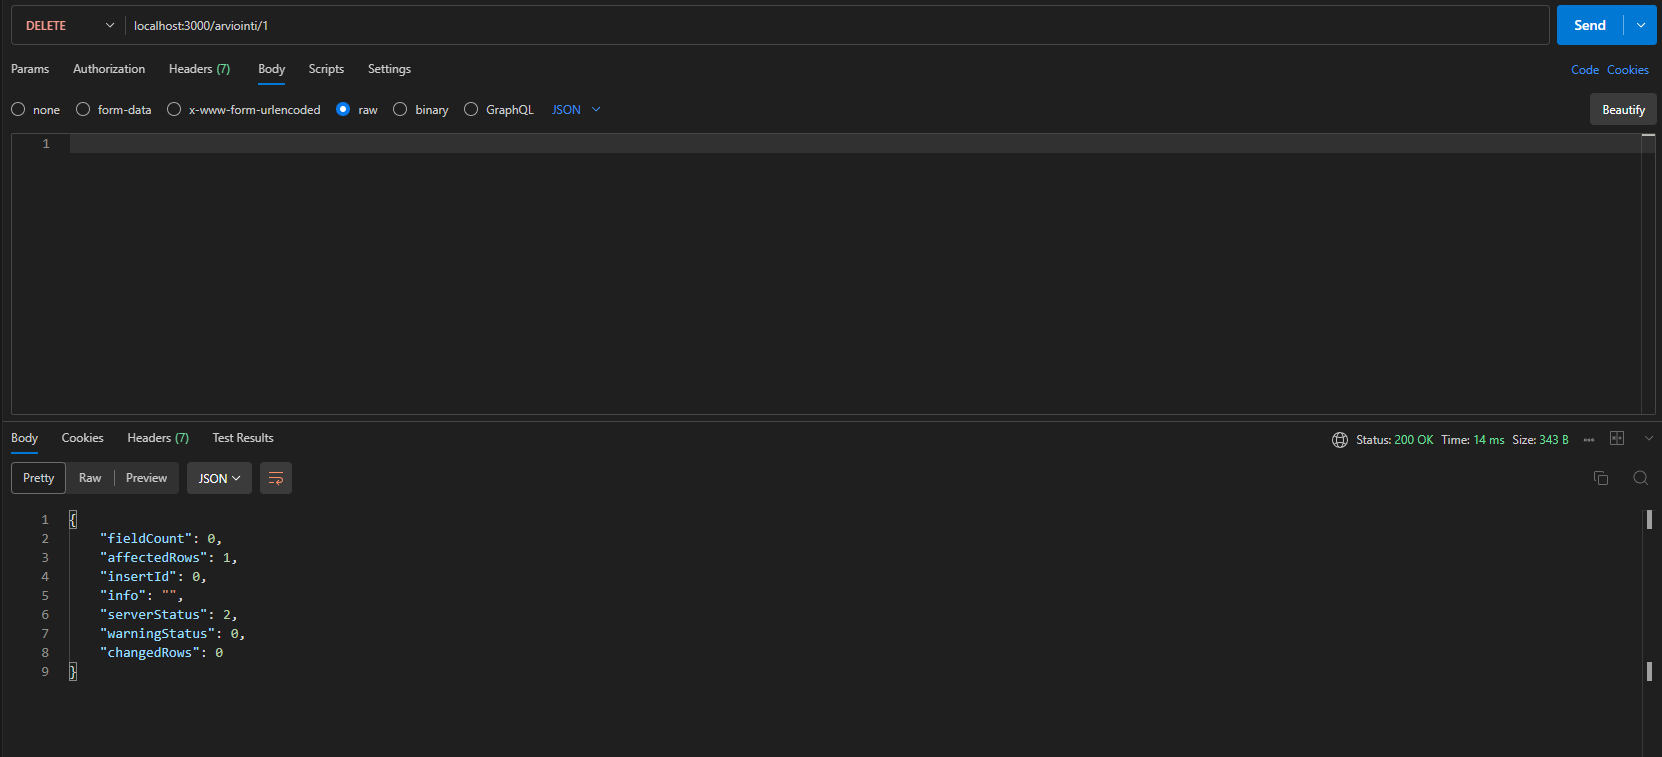 DELETE localhost:3000/arviointi/1 Send
Params Authorization Headers (7) Body Scripts Settings Code Cookies
none form-data x-www-form-urlencoded raw binary GraphQL JSON Beautify
1
Body Cookies Headers (7) Test Results Status: 200 OK Time: 14 ms Size: 343 B
Pretty Raw Preview JSON
1 {
2 "fieldCount": 0,
3 "affectedRows": 1,
4 "insertId": 0,
5 "info": "",
6 "serverStatus": 2,
7 "warningStatus": 0,
8 "changedRows": 0
9 }